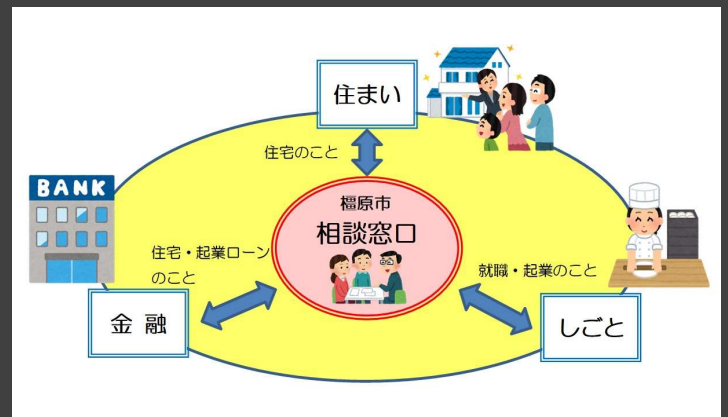 住まい
住宅のこと
BANK
橿原市
相談窓口
住宅・起業ローン
のこと
就職・起業のこと
金 融
しごと